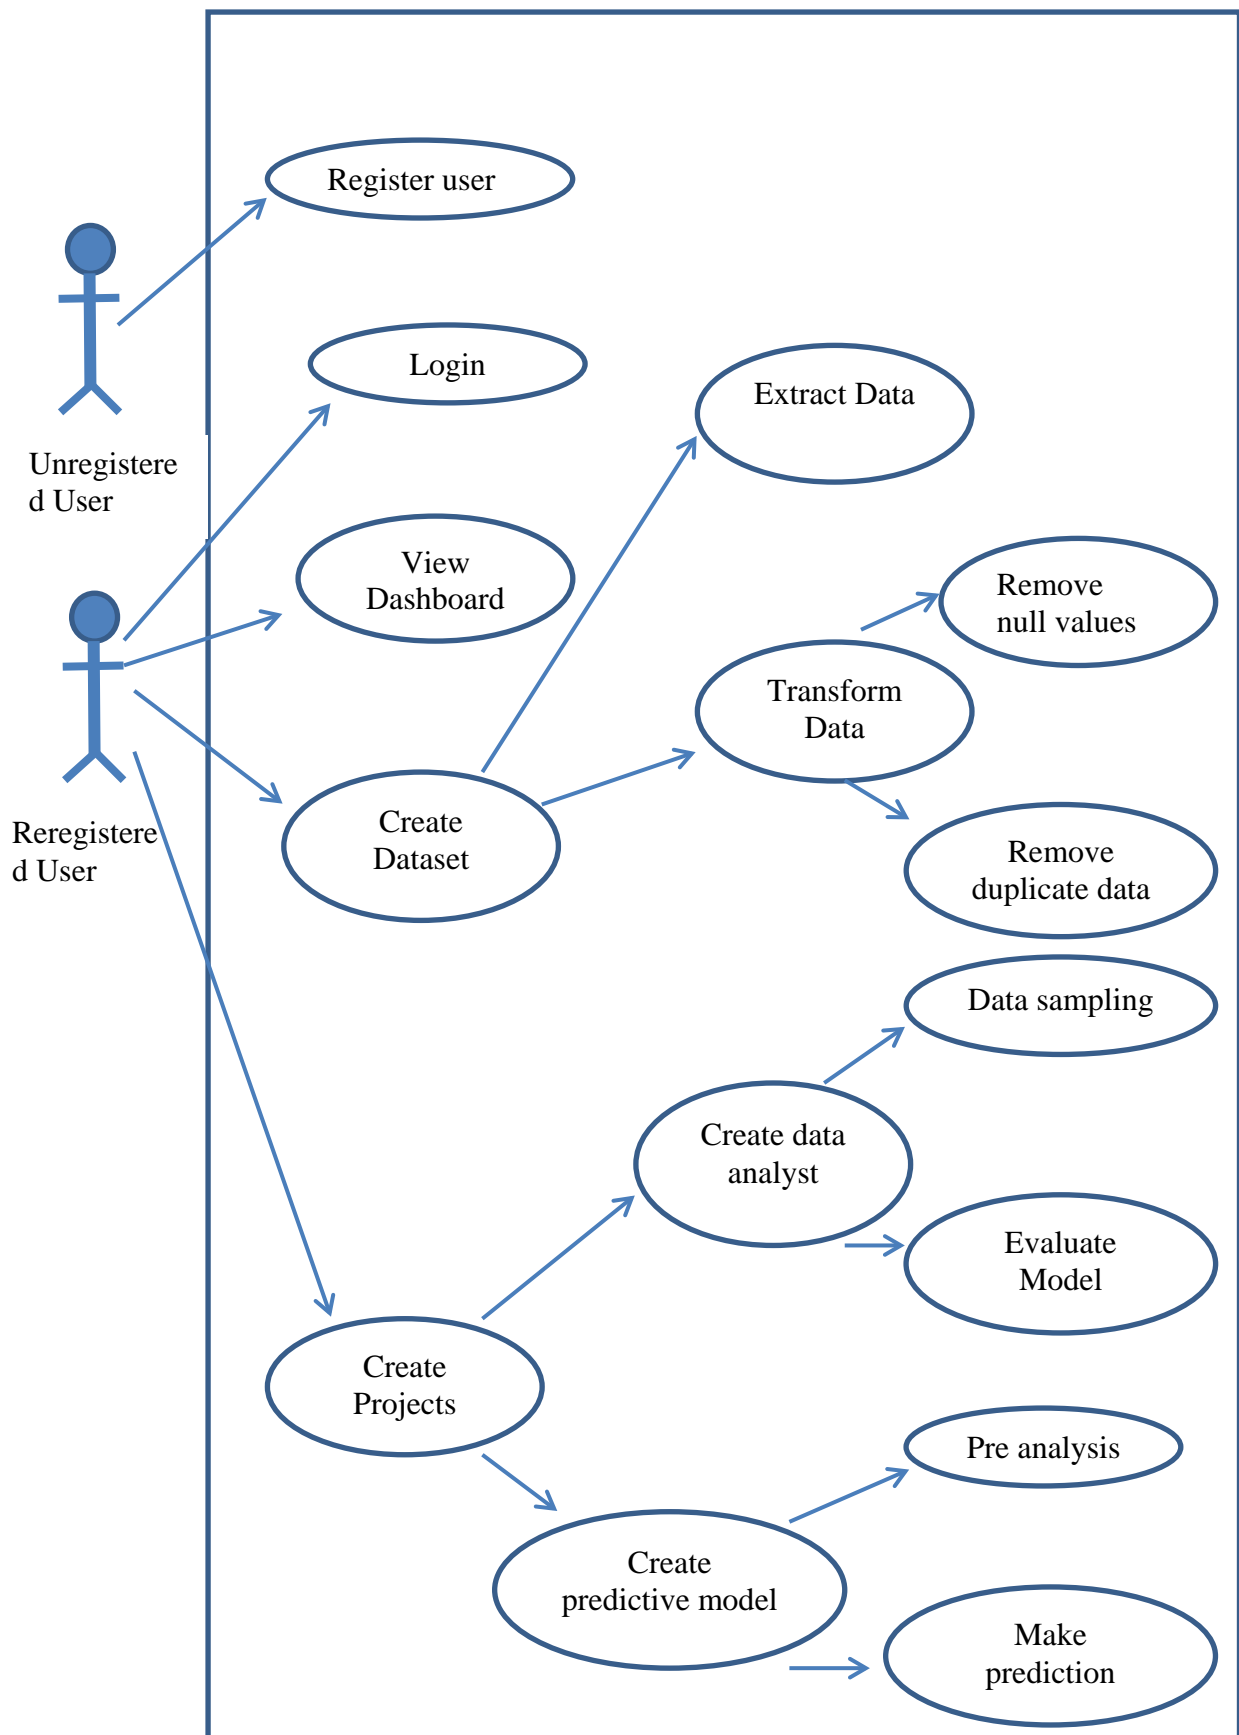 Register user
Login
Extract Data
Unregistere
d User
View
Dashboard
Remove
null values
Transform
Data
Reregistere
d User
Create
Dataset
Remove
duplicate data
Data sampling
Create data
analyst
Evaluate
Model
Create
Projects
Pre analysis
Create
predictive model
Make
prediction